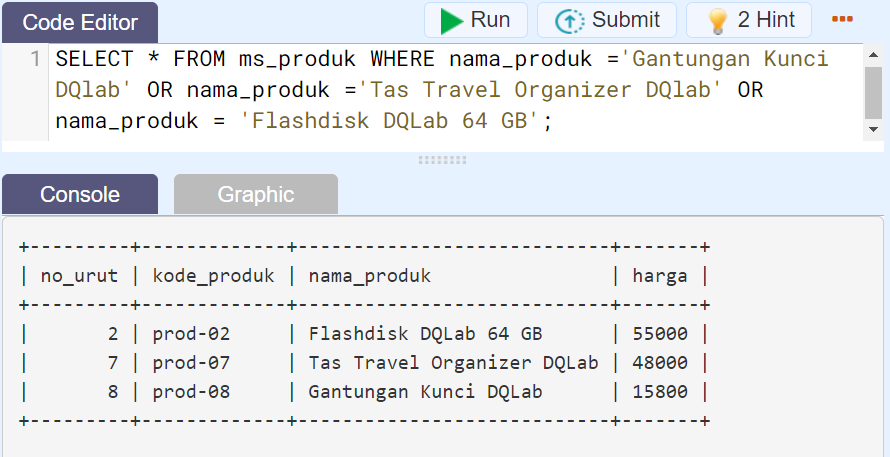 Code Editor
Run
Submit
2 Hint
1 SELECT * FROM ms_produk WHERE nama_produk ='Gantungan Kunci
DQlab' OR nama_produk ='Tas Travel Organizer DQlab' OR
nama_produk = 'Flashdisk DQLab 64 GB';
Console
Graphic
+---------+-------------+----------------------------+-------+
| no_urut | kode_produk | nama_produk                | harga |
+---------+-------------+----------------------------+-------+
|       2 | prod-02     | Flashdisk DQLab 64 GB      | 55000 |
|       7 | prod-07     | Tas Travel Organizer DQLab | 48000 |
|       8 | prod-08     | Gantungan Kunci DQLab      | 15800 |
+---------+-------------+----------------------------+-------+